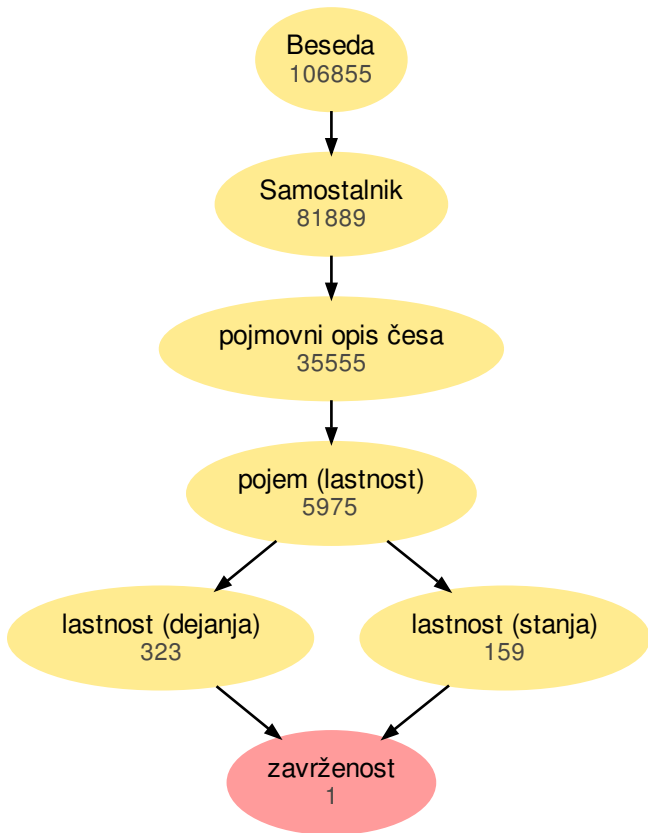 Beseda
106855
Samostalnik
81889
pojmovni opis česa
35555
pojem (lastnost)
5975
lastnost (dejanja)
323
lastnost (stanja)
159
zavrženost
1